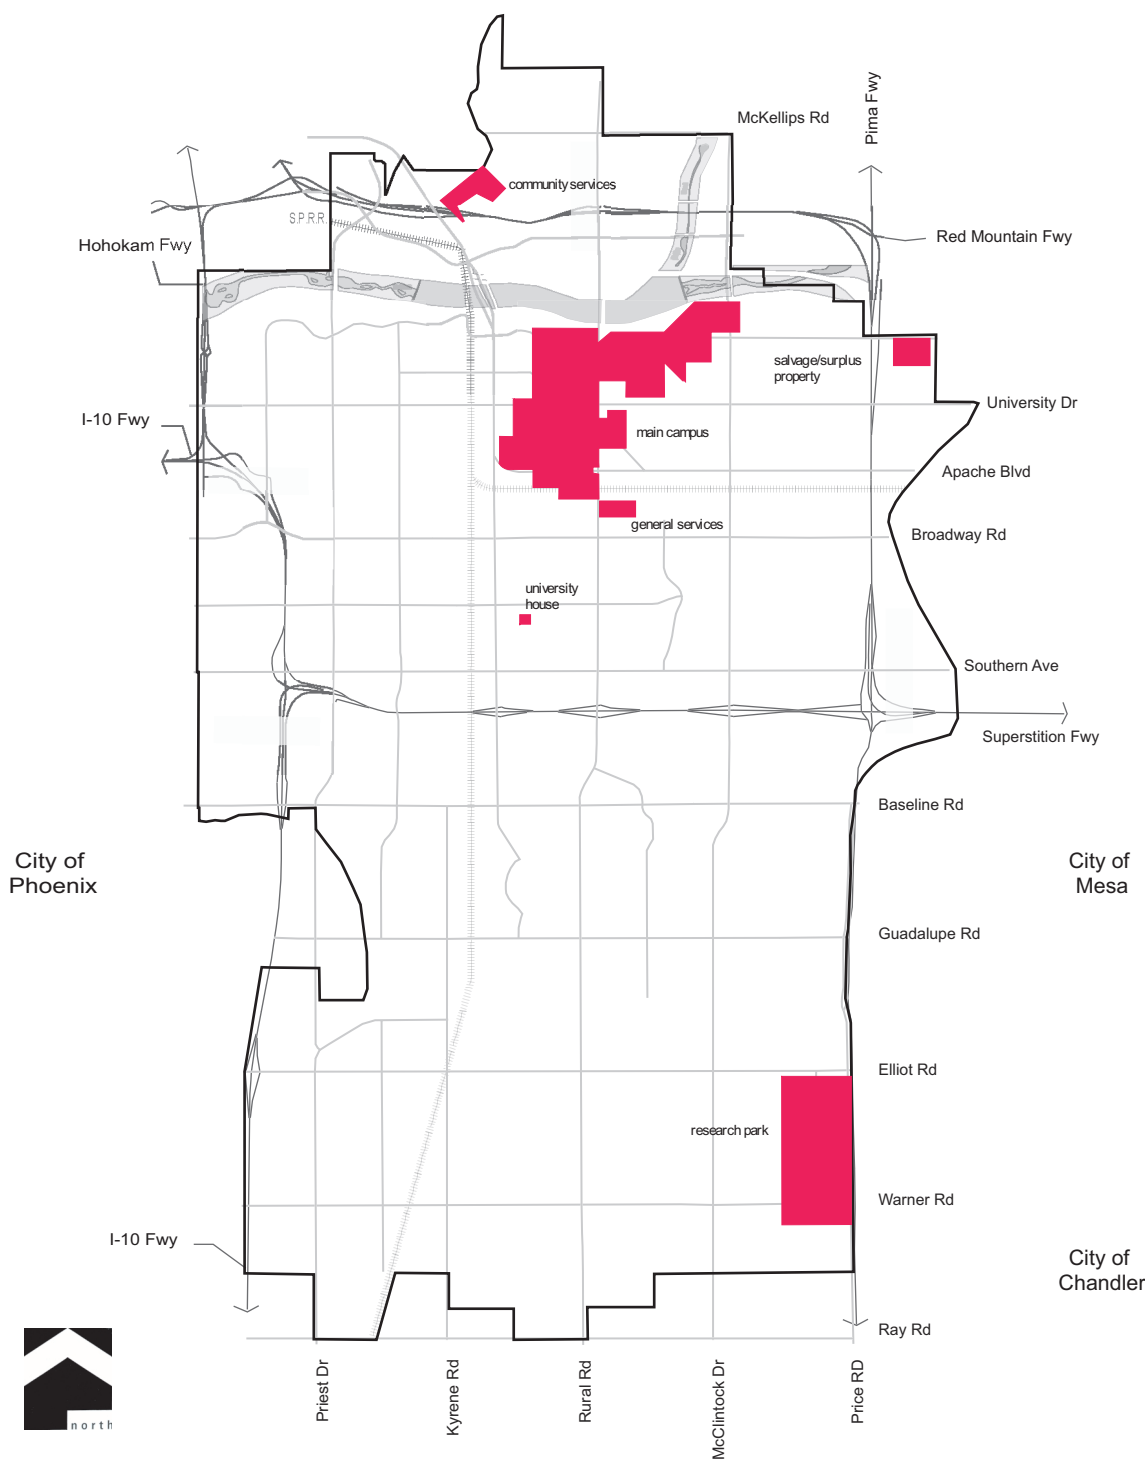 McKellips Rd
Pima Fwy
community services
S.P.R.R.
Hohokam Fwy
Red Mountain Fwy
salvage/surplus
property
University Dr
I-10 Fwy
main campus
Apache Blvd
general services
Broadway Rd
university
house
Southern Ave
Superstition Fwy
Baseline Rd
City of
Phoenix
City of
Mesa
Guadalupe Rd
Elliot Rd
research park
Warner Rd
I-10 Fwy
City of
Chandler
Ray Rd
north
Priest Dr
Kyrene Rd
Rural Rd
McClintock Dr
Price RD